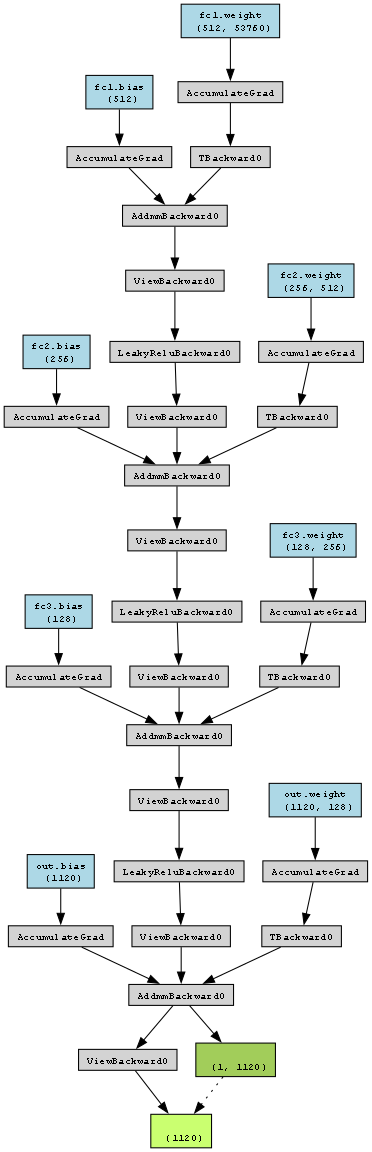 fc1.weight
(512, 53760)
fc1.bias
(512)
AccumulateGrad
AccumulateGrad
TBackward0
AddmmBackward0
ViewBackward0
fc2.weight
(256, 512)
fc2.bias
(256)
LeakyReluBackward0
AccumulateGrad
AccumulateGrad
ViewBackward0
TBackward0
AddmmBackward0
ViewBackward0
fc3.weight
(128, 256)
fc3.bias
(128)
LeakyReluBackward0
AccumulateGrad
AccumulateGrad
ViewBackward0
TBackward0
AddmmBackward0
ViewBackward0
out.weight
(1120, 128)
out.bias
(1120)
LeakyReluBackward0
AccumulateGrad
AccumulateGrad
ViewBackward0
TBackward0
AddmmBackward0
ViewBackward0
(1, 1120)
(1120)